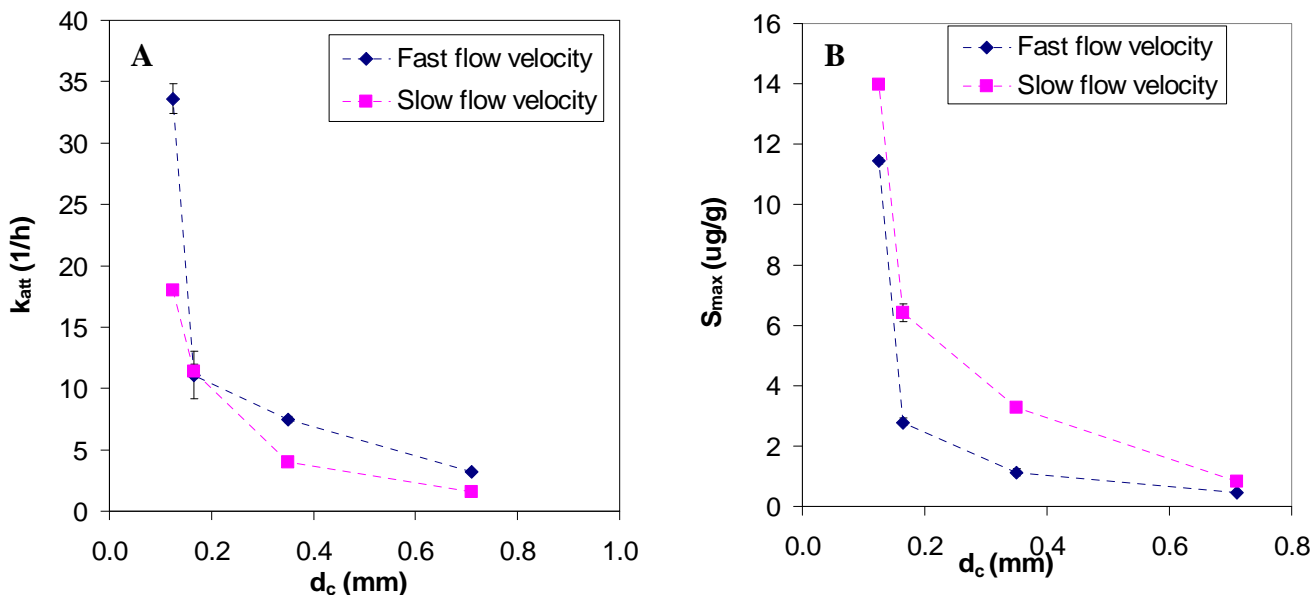 A
Fast flow velocity
Slow flow velocity
40
35
30
25
20
15
10
5
0
katt (1/h)
0.0 0.2 0.4 0.6 0.8 1.0
dc (mm)
B
Fast flow velocity
Slow flow velocity
16
14
12
10
8
6
4
2
0
Smax (ug/g)
0.0 0.2 0.4 0.6 0.8
dc (mm)